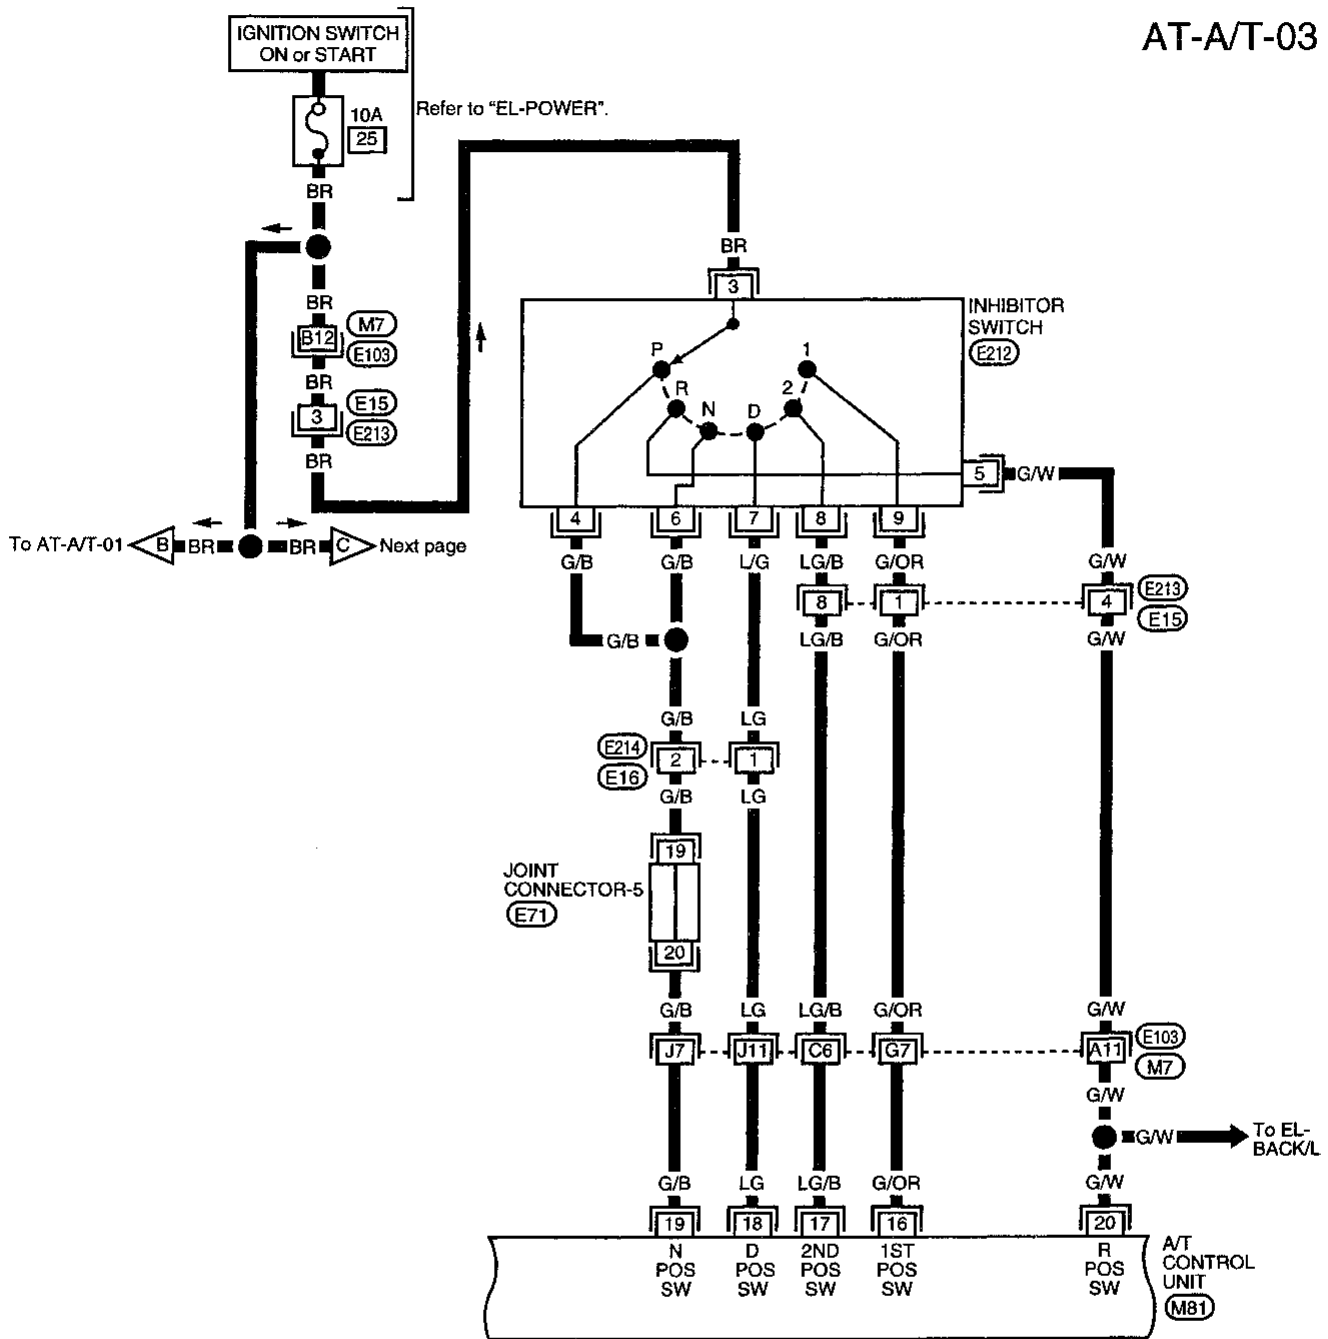 AT-A/T-03
IGNITION SWITCH
ON or START
10A
25
Refer to "EL-POWER".
BR
BR
B12
M7
E103
BR
3
E15
E213
BR
To AT-A/T-01
B
BR
BR
C
Next page
BR
3
INHIBITOR
SWITCH
E212
P
R
N
D
2
1
5
G/W
4
6
7
8
9
G/B
G/B
L/G
LG/B
G/OR
G/W
8
1
4
E213
E15
G/B
LG/B
G/OR
G/W
G/B
LG
E214
E16
2
1
G/B
LG
19
JOINT
CONNECTOR-5
E71
20
G/B
LG
LG/B
G/OR
G/W
J7
J11
C6
G7
A11
E103
M7
G/W
G/W
To EL-
BACK/L
G/B
LG
LG/B
G/OR
G/W
19
18
17
16
20
N
POS
SW
D
POS
SW
2ND
POS
SW
1ST
POS
SW
R
POS
SW
A/T
CONTROL
UNIT
M81